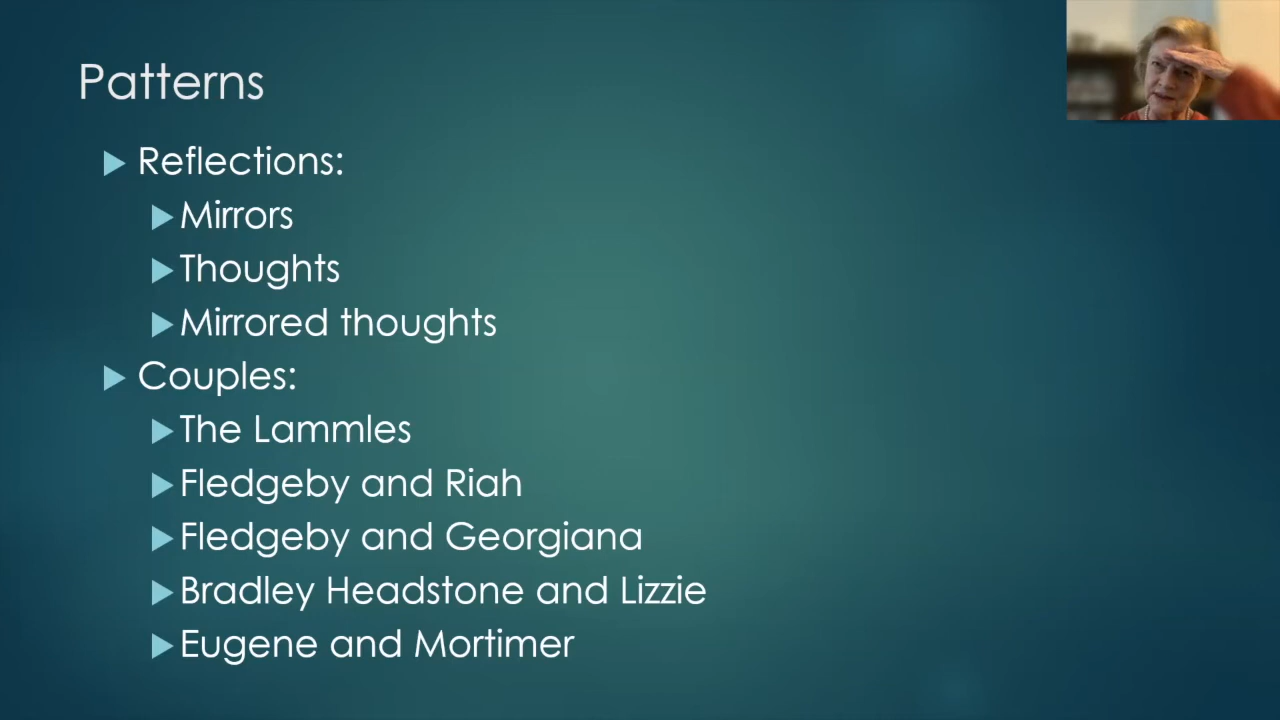 Patterns
Reflections:
Mirrors
Thoughts
Mirrored thoughts
Couples:
The Lammles
Fledgeby and Riah
Fledgeby and Georgiana
Bradley Headstone and Lizzie
Eugene and Mortimer